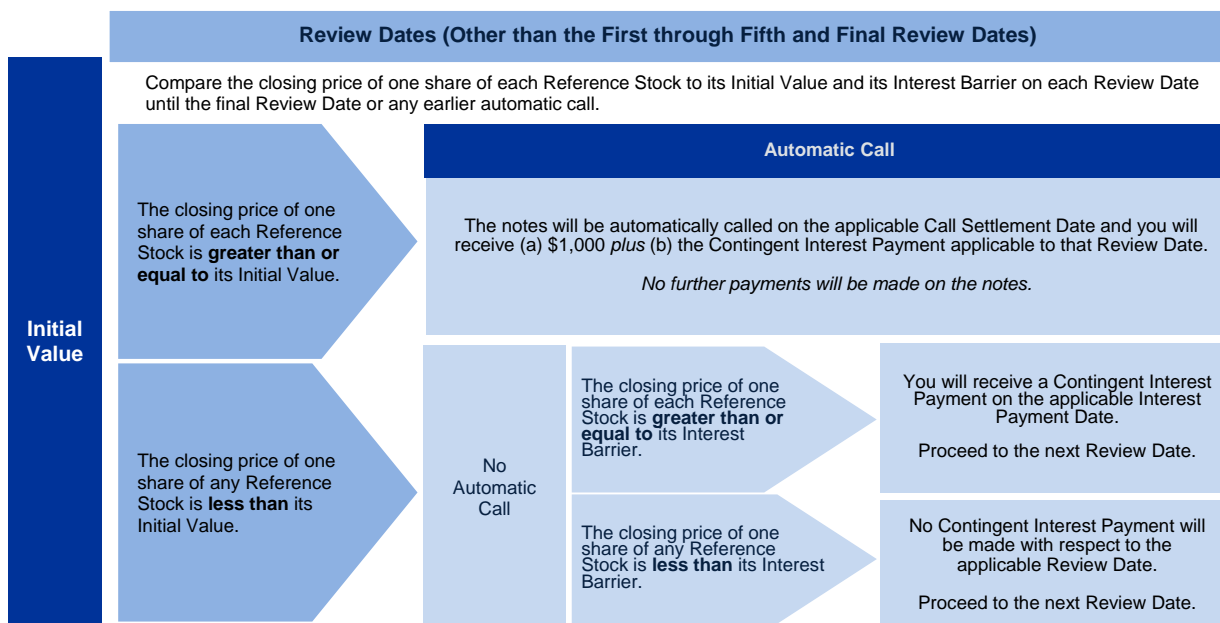 Review Dates (Other than the First through Fifth and Final Review Dates)
Compare the closing price of one share of each Reference Stock to its Initial Value and its Interest Barrier on each Review Date
until the final Review Date or any earlier automatic call.
Initial
Value
The closing price of one
share of each Reference
Stock is greater than or
equal to its Initial Value.
Automatic Call
The notes will be automatically called on the applicable Call Settlement Date and you will
receive (a) $1,000 plus (b) the Contingent Interest Payment applicable to that Review Date.
No further payments will be made on the notes.
The closing price of one
share of any Reference
Stock is less than its
Initial Value.
No
Automatic
Call
The closing price of one
share of each Reference
Stock is greater than or
equal to its Interest
Barrier.
You will receive a Contingent Interest
Payment on the applicable Interest
Payment Date.
Proceed to the next Review Date.
The closing price of one
share of any Reference
Stock is less than its Interest
Barrier.
No Contingent Interest Payment will
be made with respect to the
applicable Review Date.
Proceed to the next Review Date.